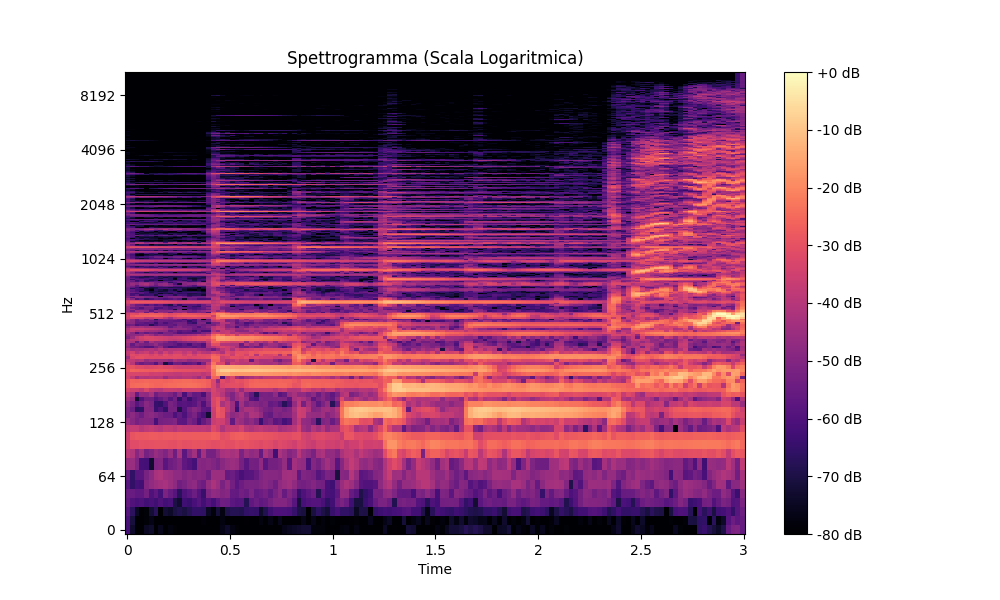 Spettrogramma (Scala Logaritmica)
Hz
8192
4096
2048
1024
512
256
128
64
0
0
0.5
1
1.5
2
2.5
3
Time
+0 dB
-10 dB
-20 dB
-30 dB
-40 dB
-50 dB
-60 dB
-70 dB
-80 dB